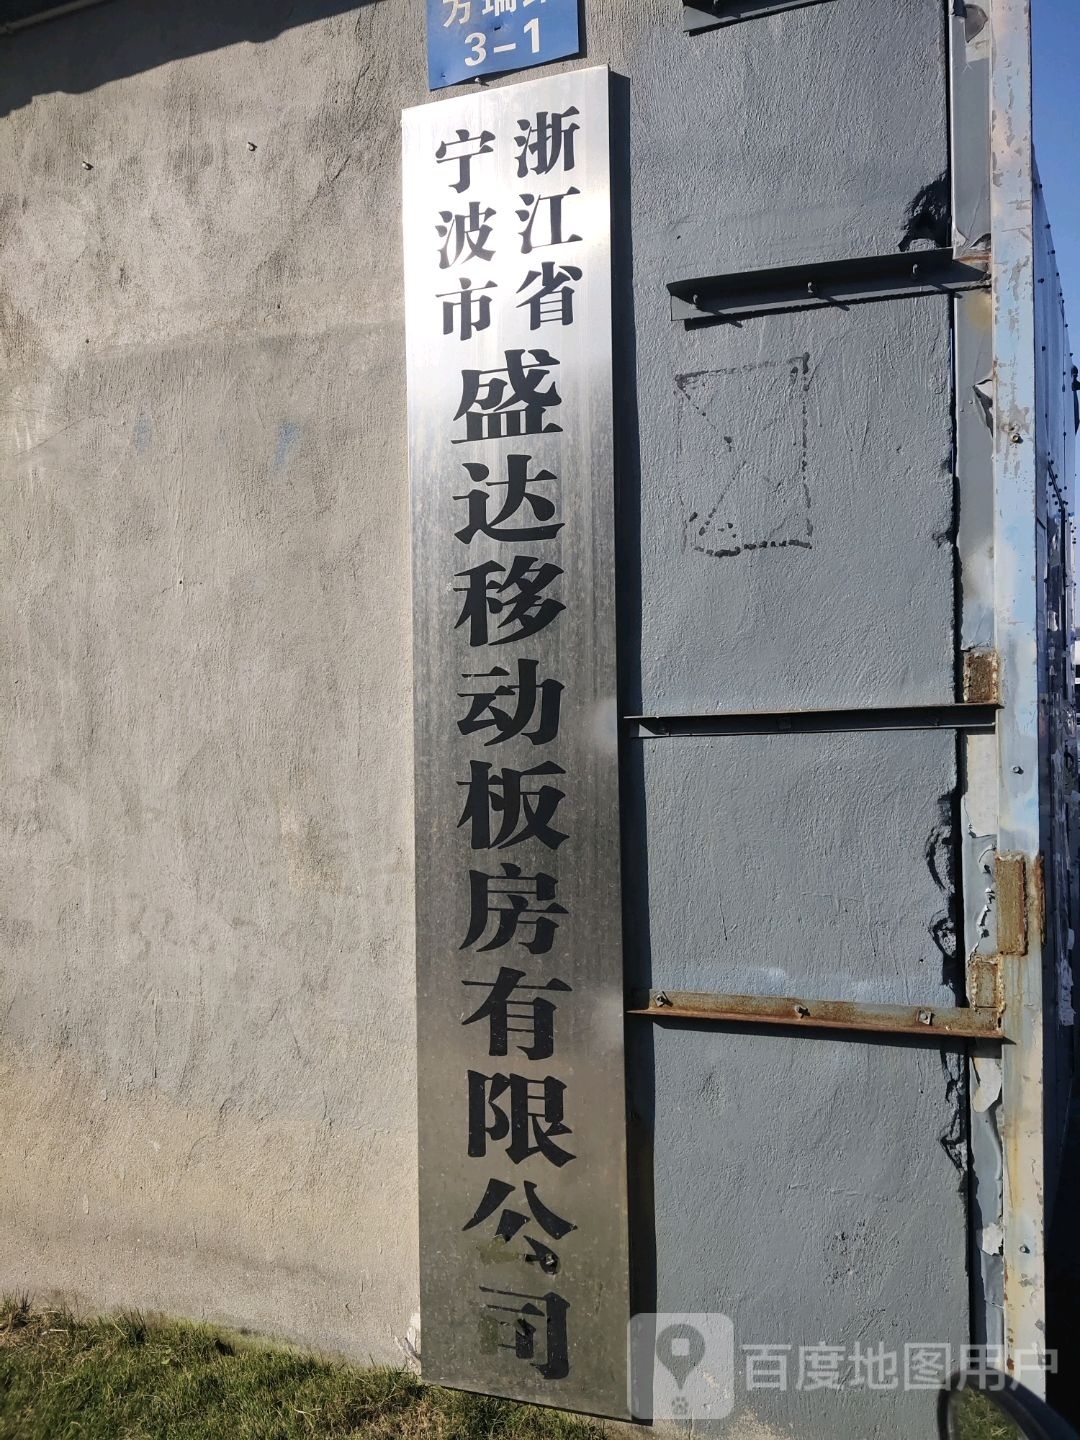 3-1
浙江省
宁波市
盛达移动板房有限公司
百度地图用户